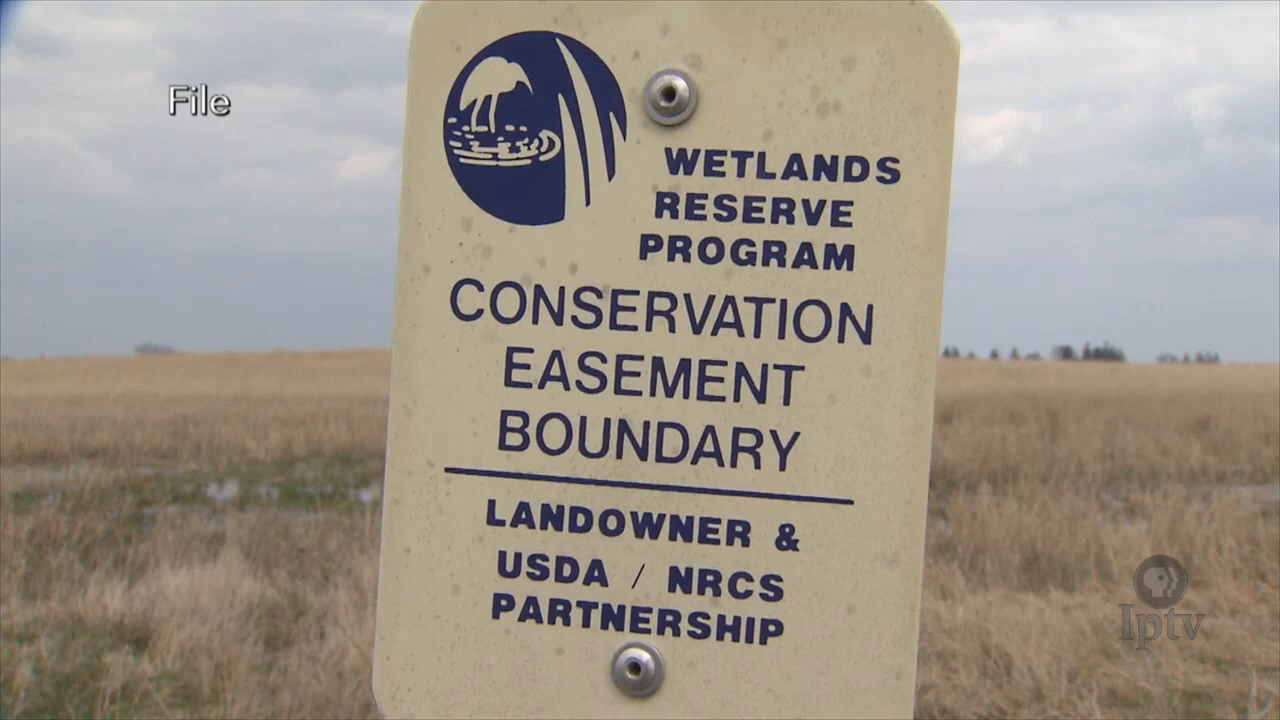 File
WETLANDS
RESERVE
PROGRAM
CONSERVATION
EASEMENT
BOUNDARY
LANDOWNER &
USDA / NRCS
PARTNERSHIP
Iptv